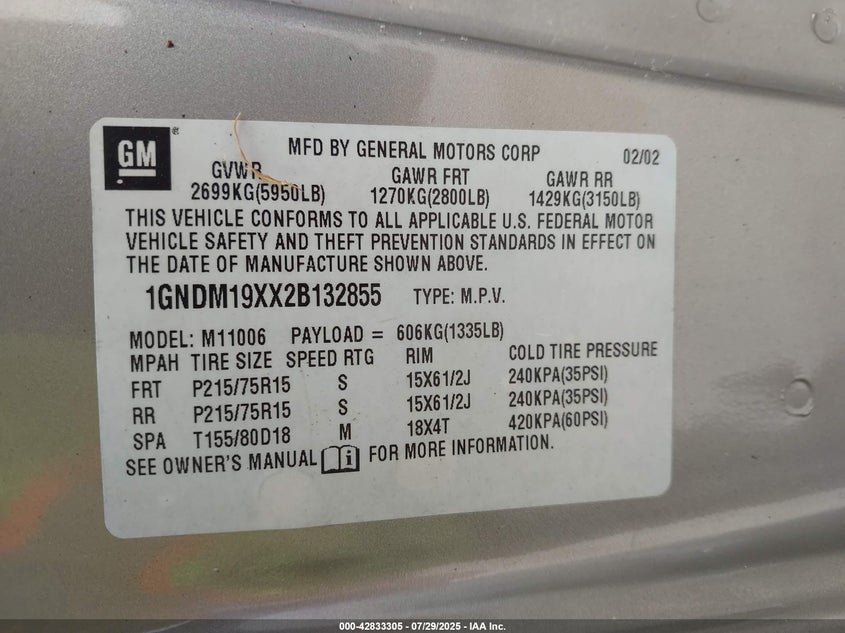 GM ®
MFD BY GENERAL MOTORS CORP 02/02
GVWR GAWR FRT GAWR RR
2699KG(5950LB) 1270KG(2800LB) 1429KG(3150LB)
THIS VEHICLE CONFORMS TO ALL APPLICABLE U.S. FEDERAL MOTOR
VEHICLE SAFETY AND THEFT PREVENTION STANDARDS IN EFFECT ON
THE DATE OF MANUFACTURE SHOWN ABOVE.
1GNDM19XX2B132855 TYPE: M.P.V.
MODEL: M11006 PAYLOAD = 606KG(1335LB)
MPAH TIRE SIZE SPEED RTG RIM COLD TIRE PRESSURE
FRT P215/75R15 S 15X61/2J 240KPA(35PSI)
RR P215/75R15 S 15X61/2J 240KPA(35PSI)
SPA T155/80D18 M 18X4T 420KPA(60PSI)
SEE OWNER'S MANUAL i FOR MORE INFORMATION.
000-42833305 - 07/29/2025 - IAA Inc.